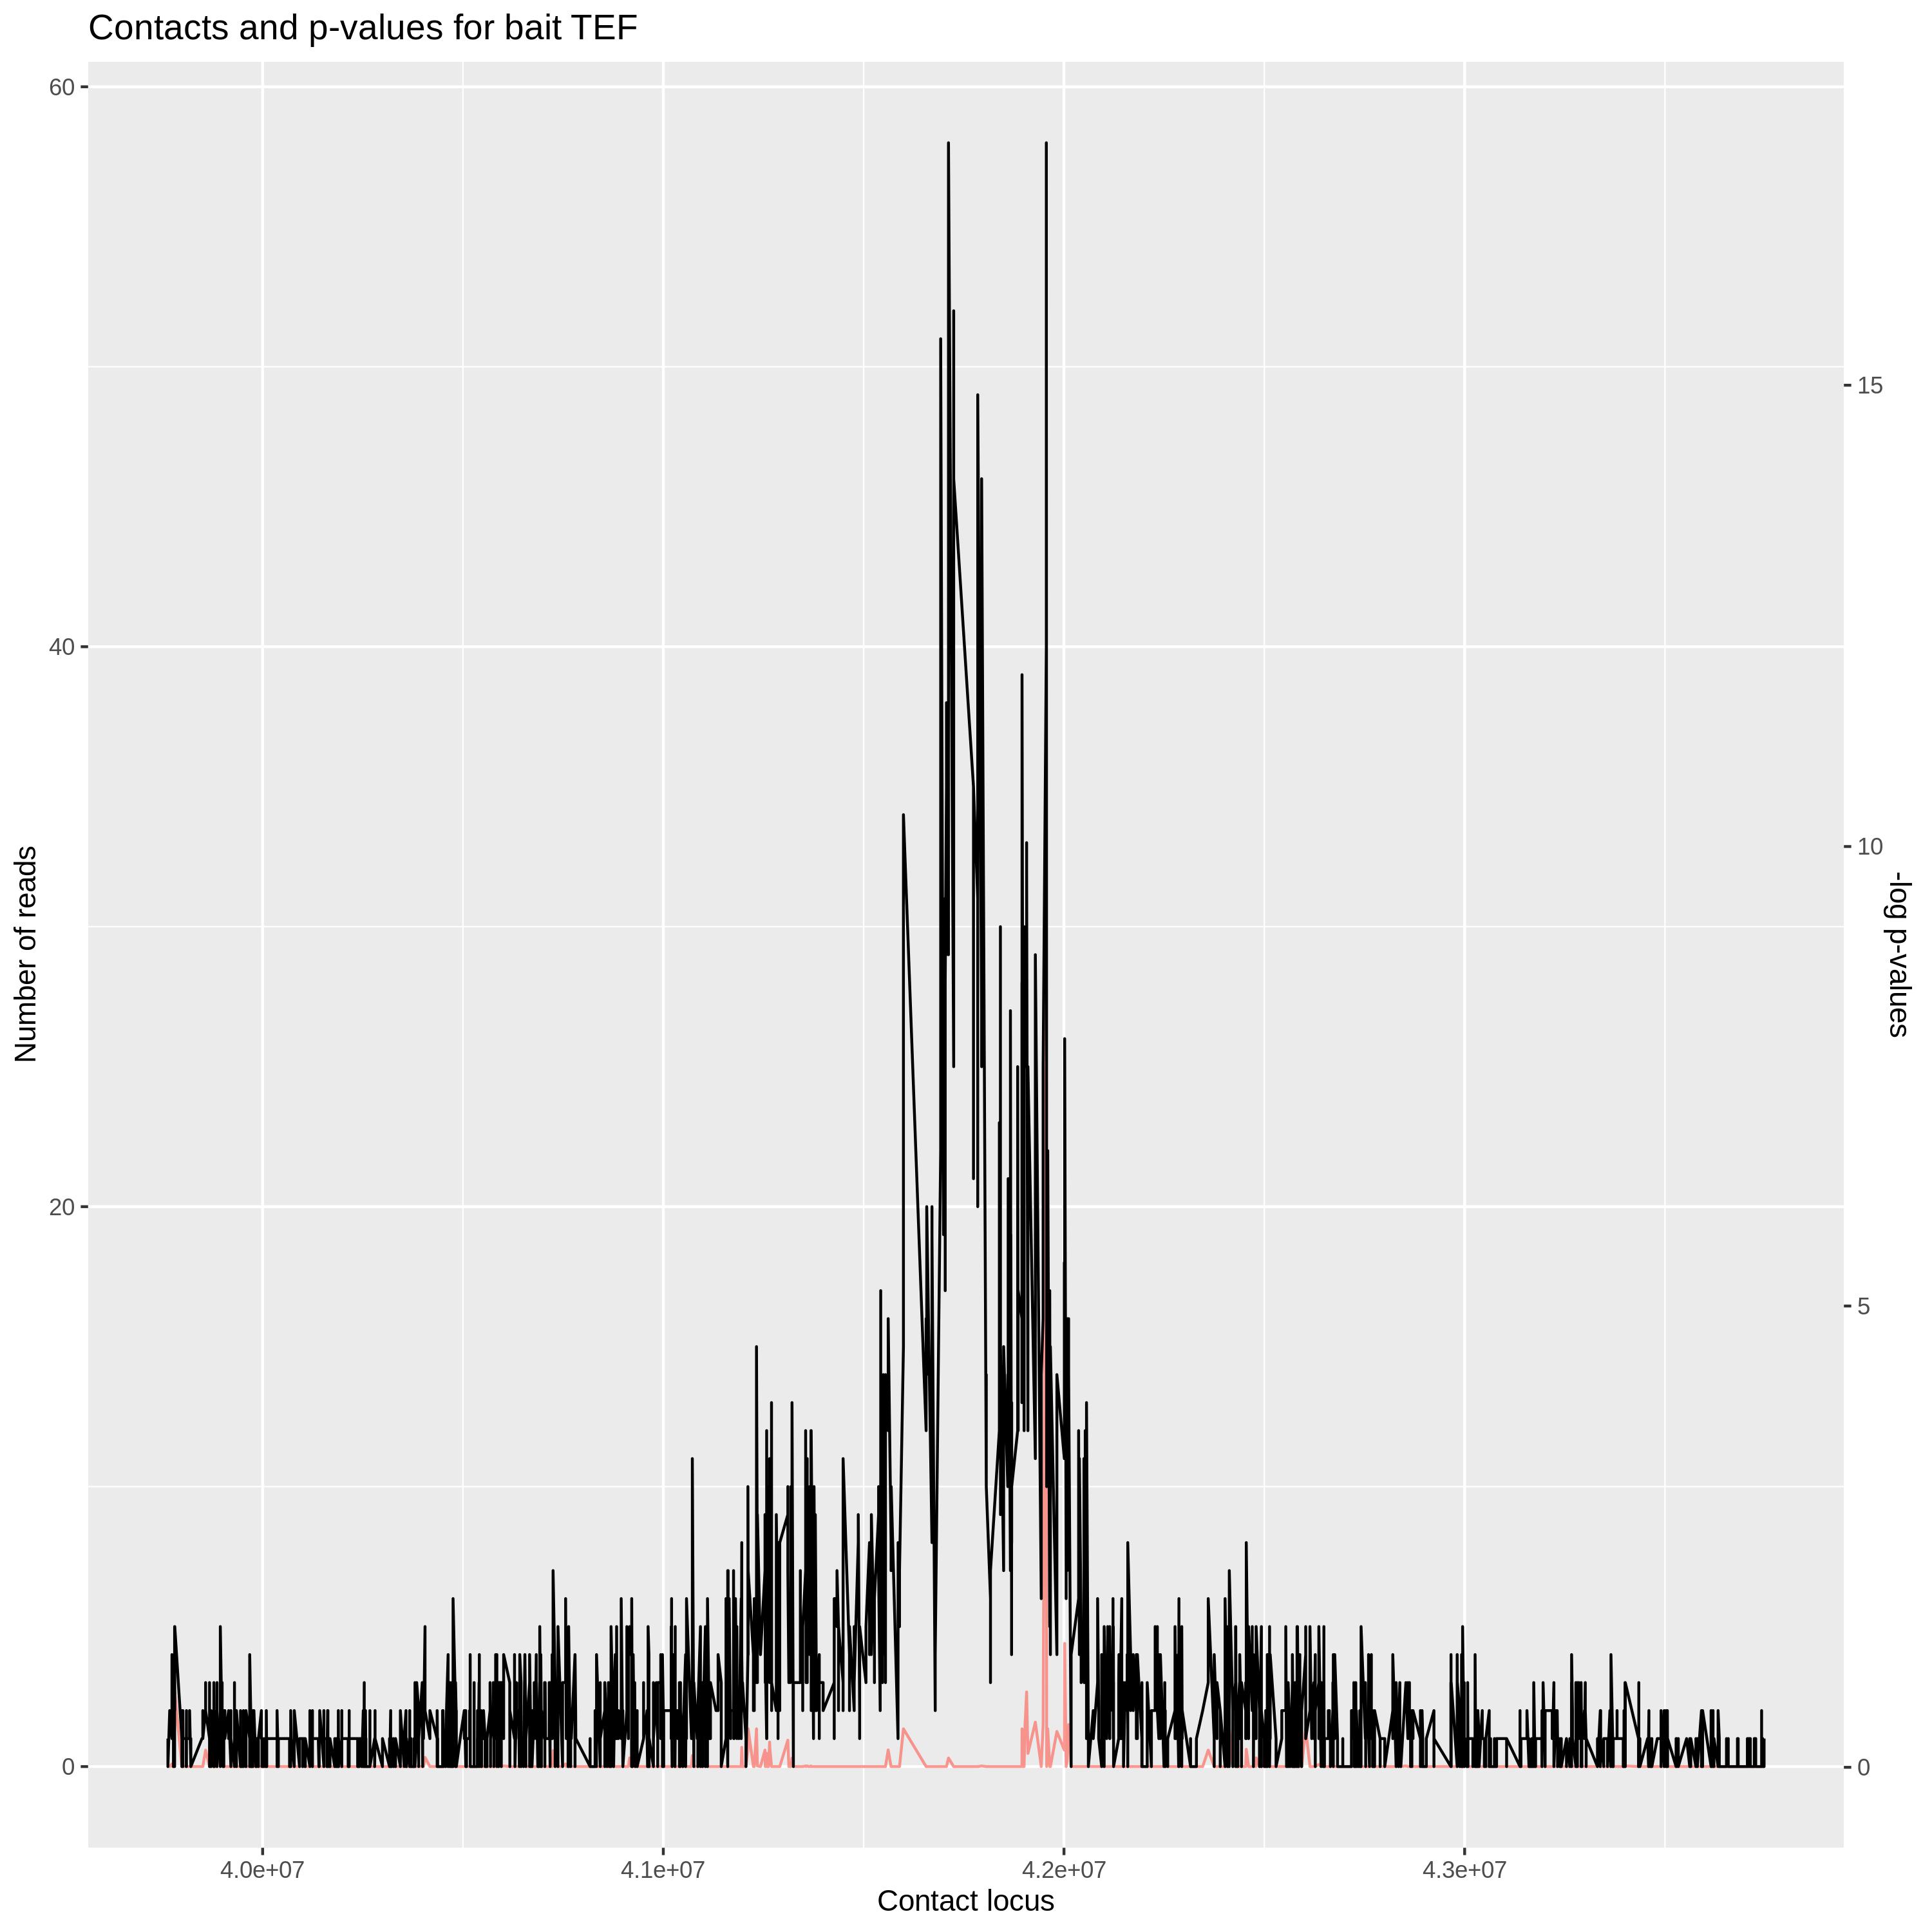 Contacts and p-values for bait TEF
60
40
20
0
Number of reads
15
10
5
0
-log p-values
4.0e+07 4.1e+07 4.2e+07 4.3e+07
Contact locus